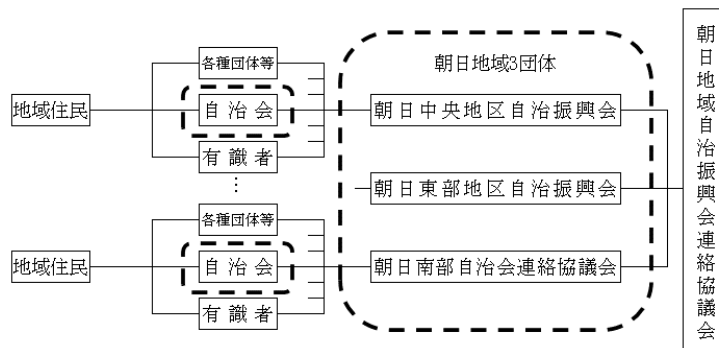 各種団体等
朝日地域3団体
地域住民
自治会
朝日中央地区自治振興会
有識者
朝日東部地区自治振興会
各種団体等
地域住民
自治会
朝日南部自治会連絡協議会
有識者
朝日地域自治振興会連絡協議会